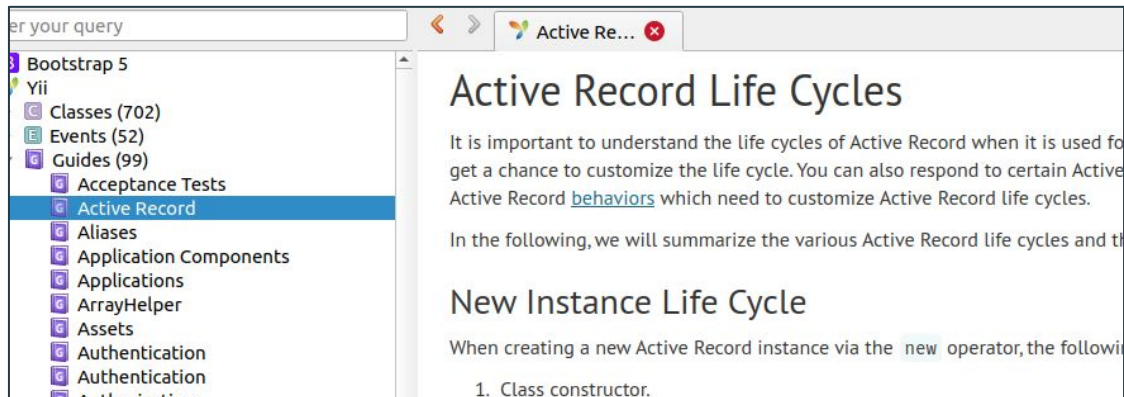 er your query
Active Re...
Bootstrap 5
Yii
C Classes (702)
E Events (52)
G Guides (99)
G Acceptance Tests
G Active Record
G Aliases
G Application Components
G Applications
G ArrayHelper
G Assets
G Authentication
G Authentication
Active Record Life Cycles
It is important to understand the life cycles of Active Record when it is used fo
get a chance to customize the life cycle. You can also respond to certain Active
Active Record behaviors which need to customize Active Record life cycles.
In the following, we will summarize the various Active Record life cycles and th
New Instance Life Cycle
When creating a new Active Record instance via the new operator, the followin
1. Class constructor.